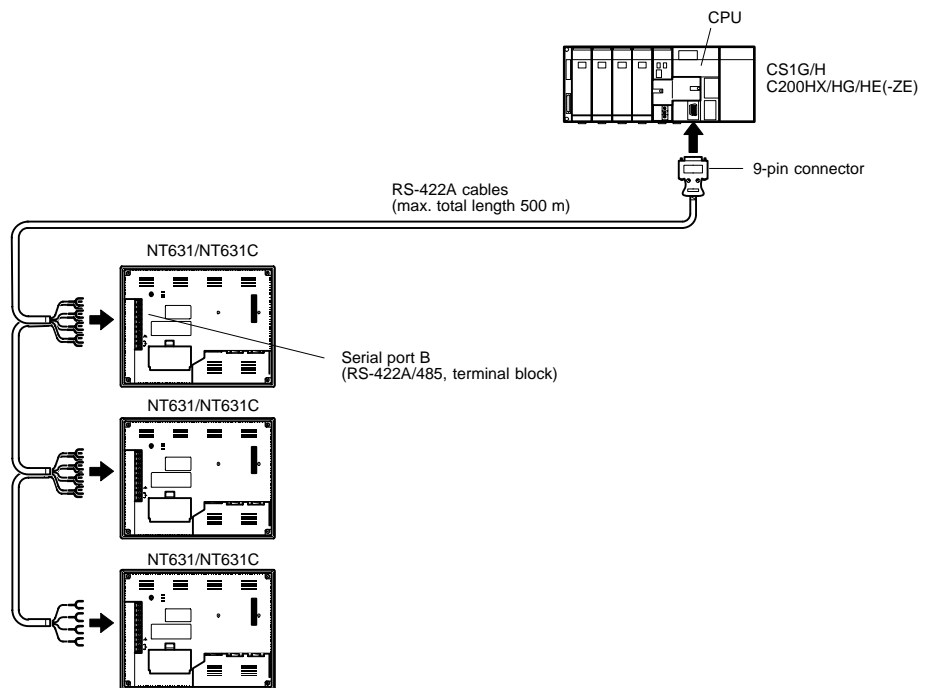 CPU
CS1G/H
C200HX/HG/HE(-ZE)
9-pin connector
RS-422A cables
(max. total length 500 m)
NT631/NT631C
Serial port B
(RS-422A/485, terminal block)
NT631/NT631C
NT631/NT631C